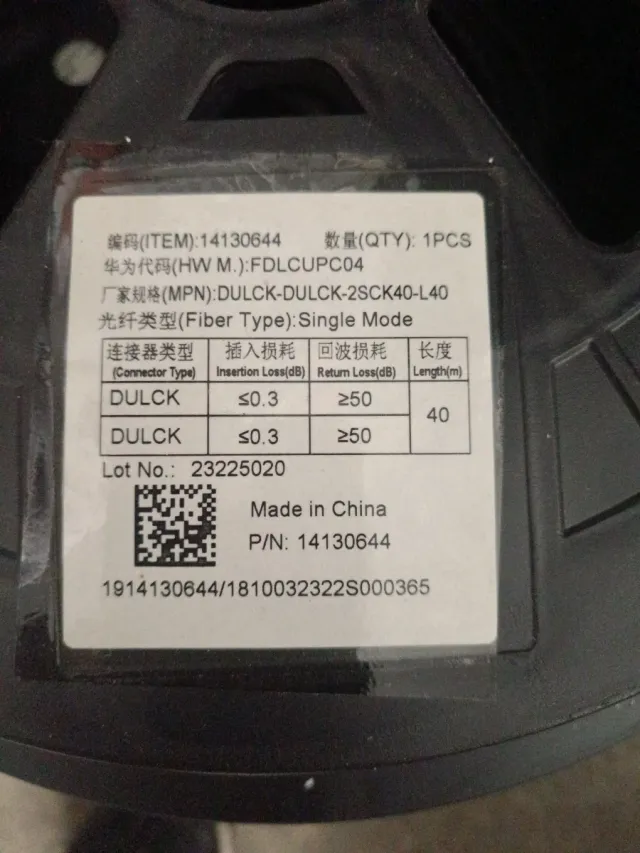 编码(ITEM):14130644 数量(QTY): 1PCS
华为代码(HW M.):FDLCUPC04
厂家规格(MPN):DULCK-DULCK-2SCK40-L40
光纤类型(Fiber Type):Single Mode
连接器类型 插入损耗 回波损耗 长度
(Connector Type) Insertion Loss(dB) Return Loss(dB) Length(m)
DULCK ≤0.3 ≥50 40
DULCK ≤0.3 ≥50
Lot No.: 23225020
Made in China
P/N: 14130644
1914130644/1810032322S000365